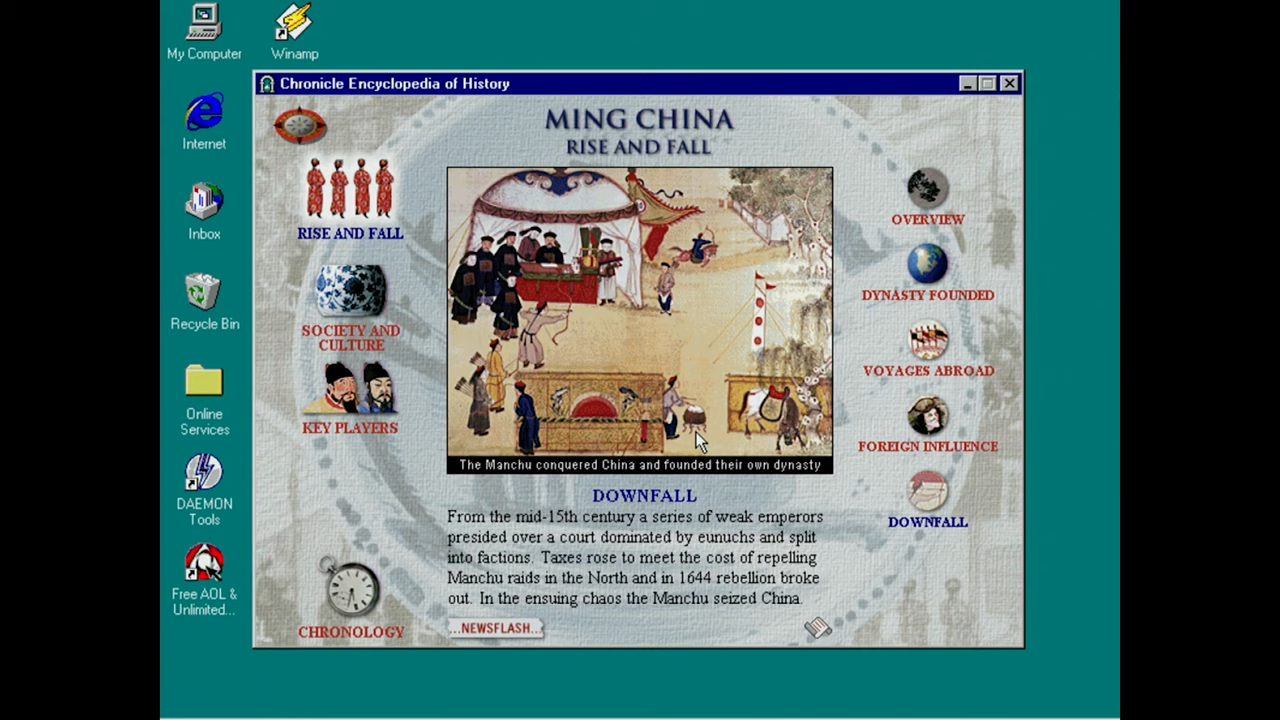 My Computer
Winamp
Internet
Inbox
Recycle Bin
Online
Services
DAEMON
Tools
Free AOL &
Unlimited...
Chronicle Encyclopedia of History
MING CHINA
RISE AND FALL
RISE AND FALL
SOCIETY AND
CULTURE
KEY PLAYERS
CHRONOLOGY
The Manchu conquered China and founded their own dynasty
DOWNFALL
From the mid-15th century a series of weak emperors
presided over a court dominated by eunuchs and split
into factions. Taxes rose to meet the cost of repelling
Manchu raids in the North and in 1644 rebellion broke
out. In the ensuing chaos the Manchu seized China.
...NEWSFLASH...
OVERVIEW
DYNASTY FOUNDED
VOYAGES ABROAD
FOREIGN INFLUENCE
DOWNFALL